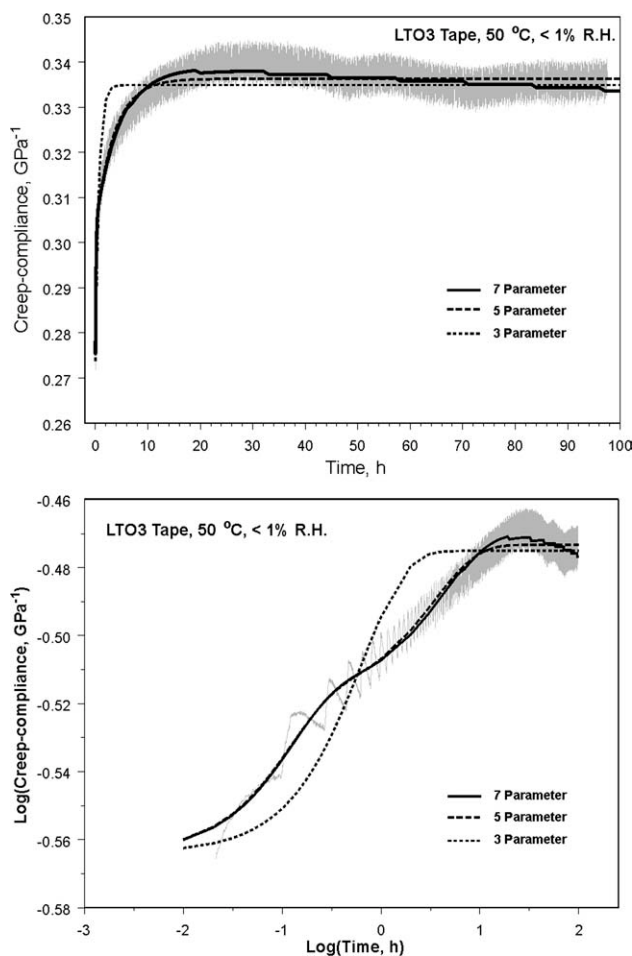 LTO3 Tape, 50 °C, < 1% R.H.
Creep-compliance, GPa⁻¹
0.35
0.34
0.33
0.32
0.31
0.30
0.29
0.28
0.27
0.26
7 Parameter
5 Parameter
3 Parameter
0 10 20 30 40 50 60 70 80 90 100
Time, h
LTO3 Tape, 50 °C, < 1% R.H.
Log(Creep-compliance, GPa⁻¹)
-0.46
-0.48
-0.50
-0.52
-0.54
-0.56
-0.58
7 Parameter
5 Parameter
3 Parameter
-3 -2 -1 0 1 2
Log(Time, h)